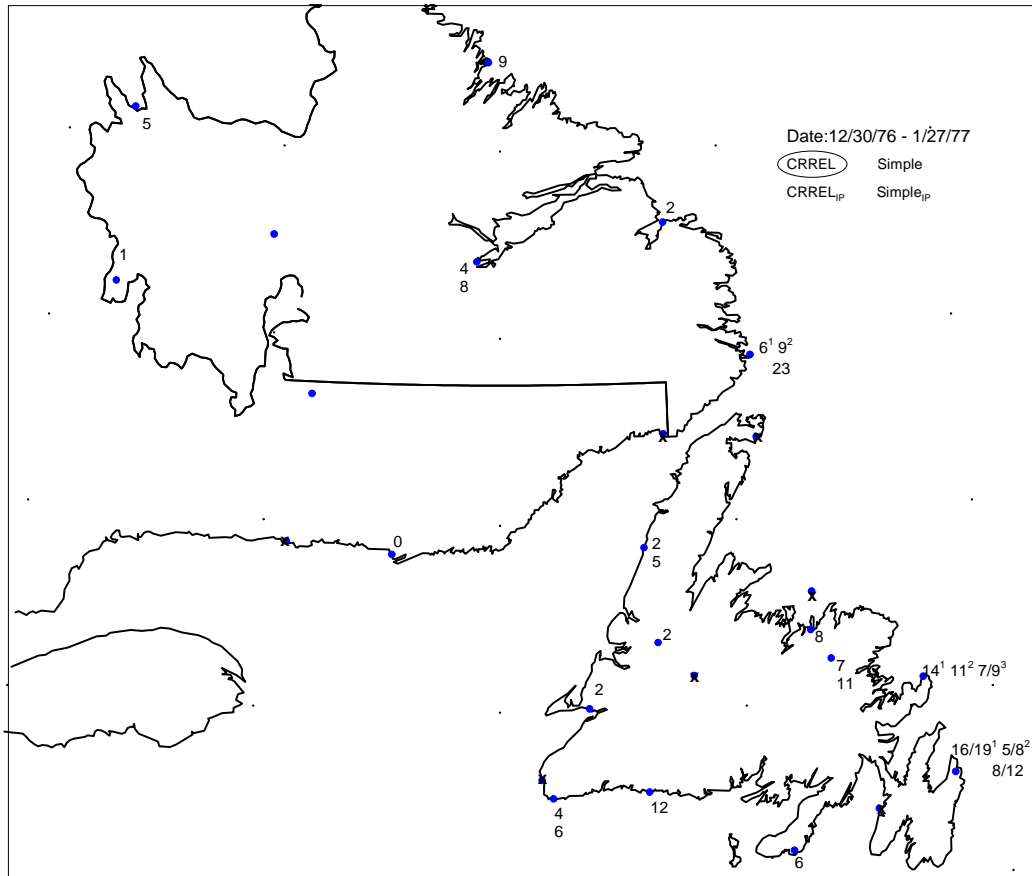 9
5
Date:12/30/76 - 1/27/77
CRREL Simple
CRREL_IP Simple_IP
2
1
4
8
6¹ 9²
23
x
x
x
0
2
5
x
8
2
7
11
x
14¹ 11² 7/9³
2
16/19¹ 5/8²
8/12
x
12
4
6
x
6